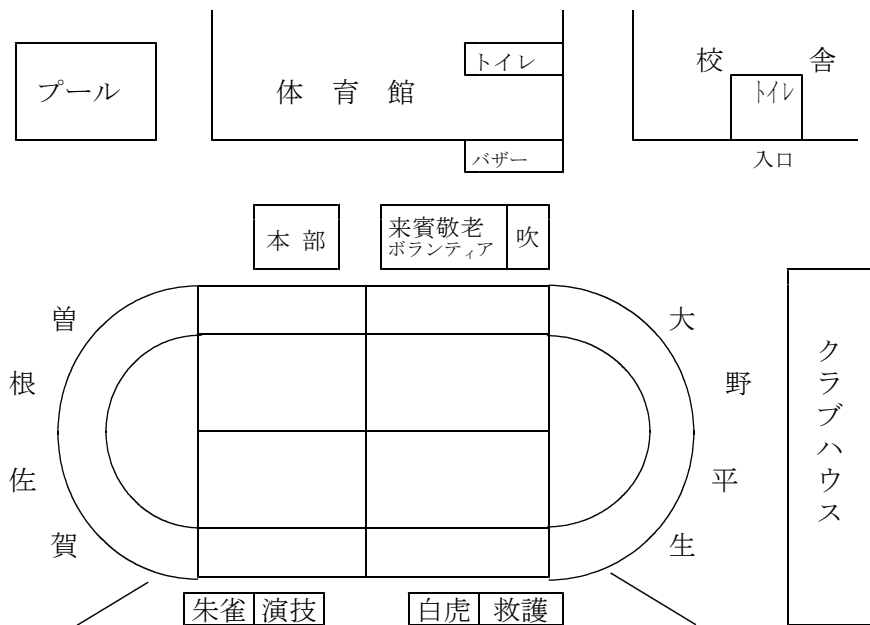 プール
体育館
トイレ
校舎
トイレ
バザー
入口
本部
来賓敬老
ボランティア
吹
曽根佐賀
大野平生
クラブハウス
朱雀
演技
白虎
救護